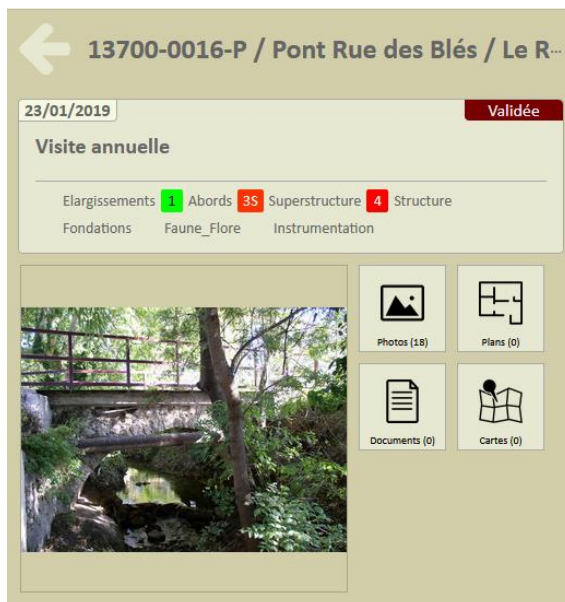 13700-0016-P / Pont Rue des Blés / Le R...
23/01/2019
Validée
Visite annuelle
Elargissements 1 Abords 3S Superstructure 4 Structure
Fondations Faune_Flore Instrumentation
Photos (18)
Plans (0)
Documents (0)
Cartes (0)